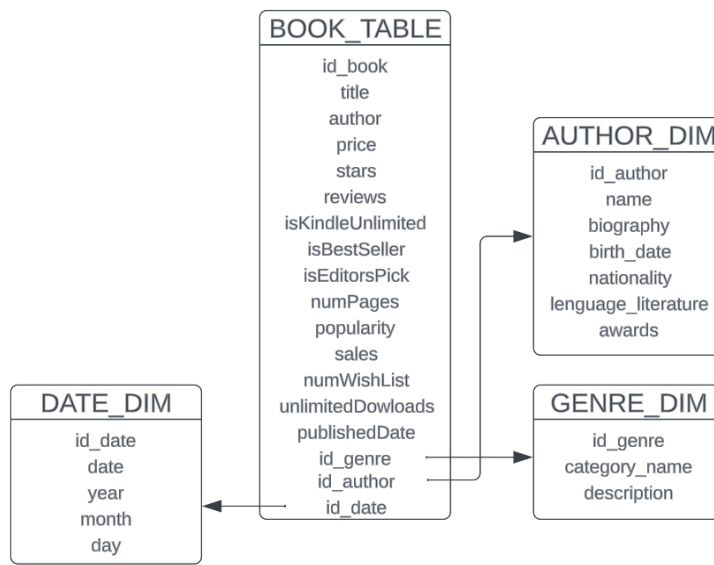 BOOK_TABLE
id_book
title
author
price
stars
reviews
isKindleUnlimited
isBestSeller
isEditorsPick
numPages
popularity
sales
numWishList
unlimitedDowloads
publishedDate
id_genre
id_author
id_date
AUTHOR_DIM
id_author
name
biography
birth_date
nationality
lenguage_literature
awards
DATE_DIM
id_date
date
year
month
day
GENRE_DIM
id_genre
category_name
description